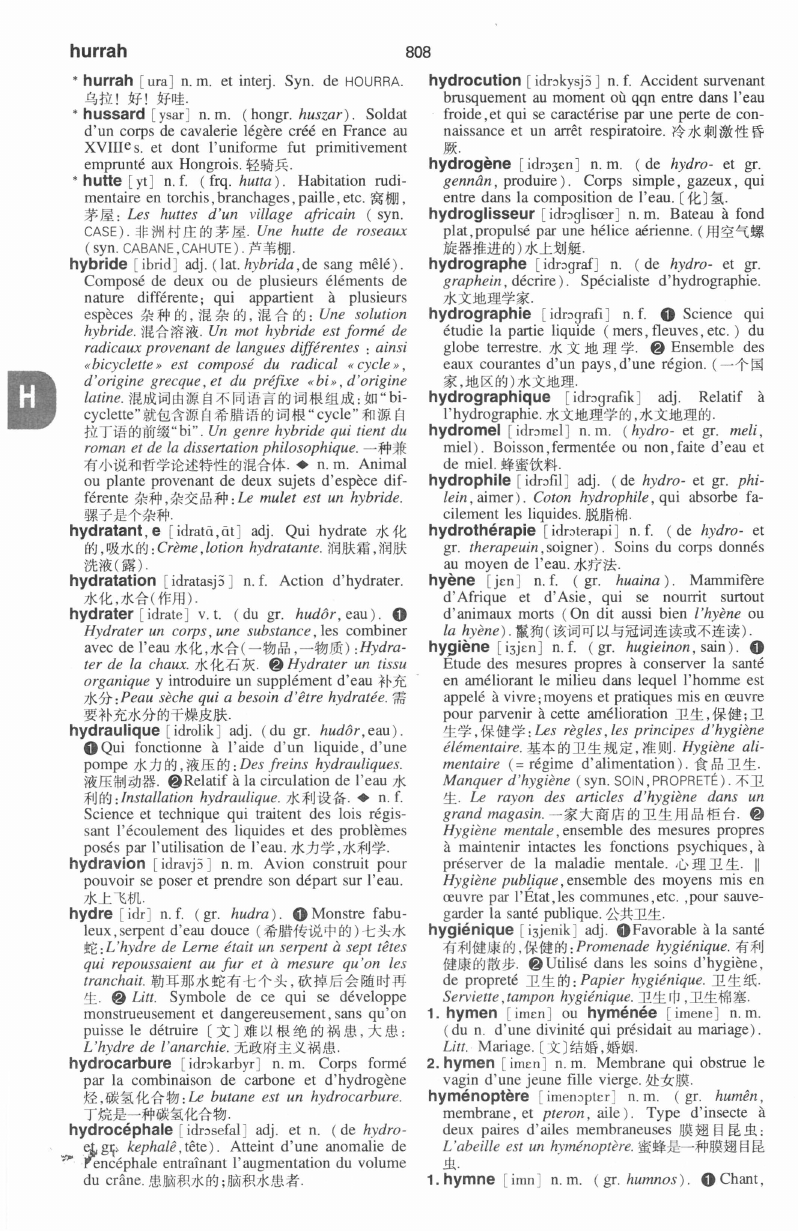 hurrah
808
* hurrah [ura] n. m. et interj. Syn. de HOURRA.
乌拉! 好! 好哇.
* hussard [ysar] n. m. (hongr. huszar). Soldat
d'un corps de cavalerie légère créé en France au
XVIIIe s. et dont l'uniforme fut primitivement
emprunté aux Hongrois. 轻骑兵.
* hutte [yt] n. f. (frq. hutta). Habitation rudi-
mentaire en torchis, branchages, paille, etc. 窝棚,
茅屋: Les huttes d'un village africain (syn.
CASE). 非洲村庄的茅屋. Une hutte de roseaux
(syn. CABANE, CAHUTE). 芦苇棚.
hybride [ibrid] adj. (lat. hybrida, de sang mêlé).
Composé de deux ou de plusieurs éléments de
nature différente; qui appartient à plusieurs
espèces 杂种的, 混杂的, 混合的: Une solution
hybride. 混合溶液. Un mot hybride est formé de
radicaux provenant de langues différentes : ainsi
«bicyclette» est composé du radical «cycle»,
d'origine grecque, et du préfixe «bi», d'origine
latine. 混成词由源自不同语言的词根组成: 如“bi-
cyclette”就包含源自希腊语的词根“cycle”和源自
拉丁语的前缀“bi”. Un genre hybride qui tient du
roman et de la dissertation philosophique. 一种兼
有小说和哲学论述特性的混合体. ◆ n. m. Animal
ou plante provenant de deux sujets d'espèce dif-
férente 杂种, 杂交品种: Le mulet est un hybride.
骡子是个杂种.
hydratant, e [idratɑ̃, ɑ̃t] adj. Qui hydrate 水化
的, 吸水的: Crème, lotion hydratante. 润肤霜, 润肤
洗液(露).
hydratation [idratasjɔ̃] n. f. Action d'hydrater.
水化, 水合(作用).
hydrater [idrate] v. t. (du gr. hudôr, eau). ❶
Hydrater un corps, une substance, les combiner
avec de l'eau 水化, 水合(一物品, 一物质): Hydra-
ter de la chaux. 水化石灰. ❷ Hydrater un tissu
organique y introduire un supplément d'eau 补充
水分: Peau sèche qui a besoin d'être hydratée. 需
要补充水分的干燥皮肤.
hydraulique [idrolik] adj. (du gr. hudôr, eau).
❶ Qui fonctionne à l'aide d'un liquide, d'une
pompe 水力的, 液压的: Des freins hydrauliques.
液压制动器. ❷ Relatif à la circulation de l'eau 水
利的: Installation hydraulique. 水利设备. ◆ n. f.
Science et technique qui traitent des lois régis-
sant l'écoulement des liquides et des problèmes
posés par l'utilisation de l'eau. 水力学, 水利学.
hydravion [idravjɔ̃] n. m. Avion construit pour
pouvoir se poser et prendre son départ sur l'eau.
水上飞机.
hydre [idr] n. f. (gr. hudra). ❶ Monstre fabu-
leux, serpent d'eau douce (希腊传说中的)七头水
蛇: L'hydre de Lerne était un serpent à sept têtes
qui repoussaient au fur et à mesure qu'on les
tranchait. 勒耳那水蛇有七个头, 砍掉后会随时再
生. ❷ Litt. Symbole de ce qui se développe
monstrueusement et dangereusement, sans qu'on
puisse le détruire 〔文〕难以根绝的祸患, 大患:
L'hydre de l'anarchie. 无政府主义祸患.
hydrocarbure [idrɔkarbyr] n. m. Corps formé
par la combinaison de carbone et d'hydrogène
烃, 碳氢化合物: Le butane est un hydrocarbure.
丁烷是一种碳氢化合物.
hydrocéphale [idrɔsefal] adj. et n. (de hydro-
et gr. kephalê, tête). Atteint d'une anomalie de
l'encéphale entraînant l'augmentation du volume
du crâne. 患脑积水的; 脑积水患者.
H
hydrocution [idrɔkysjɔ̃] n. f. Accident survenant
brusquement au moment où qqn entre dans l'eau
froide, et qui se caractérise par une perte de con-
naissance et un arrêt respiratoire. 冷水刺激性昏
厥.
hydrogène [idrɔʒɛn] n. m. (de hydro- et gr.
gennân, produire). Corps simple, gazeux, qui
entre dans la composition de l'eau. [化]氢.
hydroglisseur [idrɔglisœr] n. m. Bateau à fond
plat, propulsé par une hélice aérienne. (用空气螺
旋器推进的)水上划艇.
hydrographe [idrɔgraf] n. (de hydro- et gr.
graphein, décrire). Spécialiste d'hydrographie.
水文地理学家.
hydrographie [idrɔgrafi] n. f. ❶ Science qui
étudie la partie liquide (mers, fleuves, etc.) du
globe terrestre. 水文地理学. ❷ Ensemble des
eaux courantes d'un pays, d'une région. (一个国
家, 地区的)水文地理.
hydrographique [idrɔgrafik] adj. Relatif à
l'hydrographie. 水文地理学的, 水文地理的.
hydromel [idrɔmɛl] n. m. (hydro- et gr. meli,
miel). Boisson, fermentée ou non, faite d'eau et
de miel. 蜂蜜饮料.
hydrophile [idrɔfil] adj. (de hydro- et gr. phi-
lein, aimer). Coton hydrophile, qui absorbe fa-
cilement les liquides. 脱脂棉.
hydrothérapie [idrɔterapi] n. f. (de hydro- et
gr. therapeuin, soigner). Soins du corps donnés
au moyen de l'eau. 水疗法.
hyène [jɛn] n. f. (gr. huaina). Mammifère
d'Afrique et d'Asie, qui se nourrit surtout
d'animaux morts (On dit aussi bien l'hyène ou
la hyène). 鬣狗(该词可以与冠词连读或不连读).
hygiène [iʒjɛn] n. f. (gr. hugieinon, sain). ❶
Étude des mesures propres à conserver la santé
en améliorant le milieu dans lequel l'homme est
appelé à vivre; moyens et pratiques mis en œuvre
pour parvenir à cette amélioration 卫生, 保健; 卫
生学, 保健学: Les règles, les principes d'hygiène
élémentaire. 基本的卫生规定, 准则. Hygiène ali-
mentaire (= régime d'alimentation). 食品卫生.
Manquer d'hygiène (syn. SOIN, PROPRETÉ). 不卫
生. Le rayon des articles d'hygiène dans un
grand magasin. 一家大商店的卫生用品柜台. ❷
Hygiène mentale, ensemble des mesures propres
à maintenir intactes les fonctions psychiques, à
préserver de la maladie mentale. 心理卫生. ‖
Hygiène publique, ensemble des moyens mis en
œuvre par l'État, les communes, etc. , pour sauve-
garder la santé publique. 公共卫生.
hygiénique [iʒjenik] adj. ❶ Favorable à la santé
有利健康的, 保健的: Promenade hygiénique. 有利
健康的散步. ❷ Utilisé dans les soins d'hygiène,
de propreté 卫生的: Papier hygiénique. 卫生纸.
Serviette, tampon hygiénique. 卫生巾, 卫生棉塞.
1. hymen [imɛn] ou hyménée [imene] n. m.
(du n. d'une divinité qui présidait au mariage).
Litt. Mariage. 〔文〕结婚, 婚姻.
2. hymen [imɛn] n. m. Membrane qui obstrue le
vagin d'une jeune fille vierge. 处女膜.
hyménoptère [imenɔptɛr] n. m. (gr. humên,
membrane, et pteron, aile). Type d'insecte à
deux paires d'ailes membraneuses 膜翅目昆虫:
L'abeille est un hyménoptère. 蜜蜂是一种膜翅目昆
虫.
1. hymne [imn] n. m. (gr. humnos). ❶ Chant,